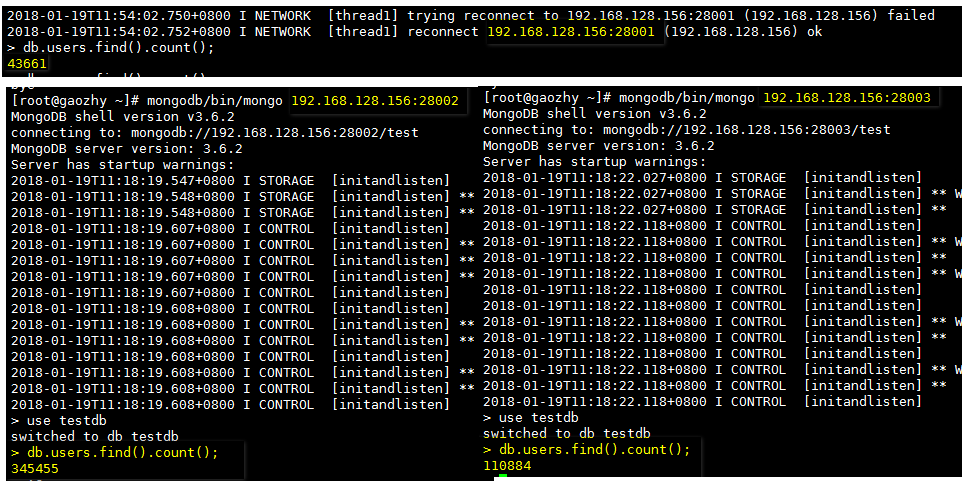 2018-01-19T11:54:02.750+0800 I NETWORK  [thread1] trying reconnect to 192.168.128.156:28001 (192.168.128.156) failed
2018-01-19T11:54:02.752+0800 I NETWORK  [thread1] reconnect 192.168.128.156:28001 (192.168.128.156) ok
> db.users.find().count();
43661
bye
[root@gaozhy ~]# mongodb/bin/mongo 192.168.128.156:28002
MongoDB shell version v3.6.2
connecting to: mongodb://192.168.128.156:28002/test
MongoDB server version: 3.6.2
Server has startup warnings:
2018-01-19T11:18:19.547+0800 I STORAGE  [initandlisten]
2018-01-19T11:18:19.548+0800 I STORAGE  [initandlisten] **
2018-01-19T11:18:19.548+0800 I STORAGE  [initandlisten] **
2018-01-19T11:18:19.607+0800 I CONTROL  [initandlisten]
2018-01-19T11:18:19.607+0800 I CONTROL  [initandlisten] **
2018-01-19T11:18:19.607+0800 I CONTROL  [initandlisten] **
2018-01-19T11:18:19.607+0800 I CONTROL  [initandlisten] **
2018-01-19T11:18:19.607+0800 I CONTROL  [initandlisten]
2018-01-19T11:18:19.608+0800 I CONTROL  [initandlisten]
2018-01-19T11:18:19.608+0800 I CONTROL  [initandlisten] **
2018-01-19T11:18:19.608+0800 I CONTROL  [initandlisten] **
2018-01-19T11:18:19.608+0800 I CONTROL  [initandlisten]
2018-01-19T11:18:19.608+0800 I CONTROL  [initandlisten] **
2018-01-19T11:18:19.608+0800 I CONTROL  [initandlisten] **
2018-01-19T11:18:19.608+0800 I CONTROL  [initandlisten]
> use testdb
switched to db testdb
> db.users.find().count();
345455
[root@gaozhy ~]# mongodb/bin/mongo 192.168.128.156:28003
MongoDB shell version v3.6.2
connecting to: mongodb://192.168.128.156:28003/test
MongoDB server version: 3.6.2
Server has startup warnings:
2018-01-19T11:18:22.027+0800 I STORAGE  [initandlisten]
2018-01-19T11:18:22.027+0800 I STORAGE  [initandlisten] ** W
2018-01-19T11:18:22.027+0800 I STORAGE  [initandlisten] **
2018-01-19T11:18:22.118+0800 I CONTROL  [initandlisten]
2018-01-19T11:18:22.118+0800 I CONTROL  [initandlisten] ** W
2018-01-19T11:18:22.118+0800 I CONTROL  [initandlisten] **
2018-01-19T11:18:22.118+0800 I CONTROL  [initandlisten] ** W
2018-01-19T11:18:22.118+0800 I CONTROL  [initandlisten]
2018-01-19T11:18:22.118+0800 I CONTROL  [initandlisten]
2018-01-19T11:18:22.118+0800 I CONTROL  [initandlisten] ** W
2018-01-19T11:18:22.118+0800 I CONTROL  [initandlisten] **
2018-01-19T11:18:22.118+0800 I CONTROL  [initandlisten]
2018-01-19T11:18:22.118+0800 I CONTROL  [initandlisten] ** W
2018-01-19T11:18:22.118+0800 I CONTROL  [initandlisten] **
2018-01-19T11:18:22.118+0800 I CONTROL  [initandlisten]
> use testdb
switched to db testdb
> db.users.find().count();
110884